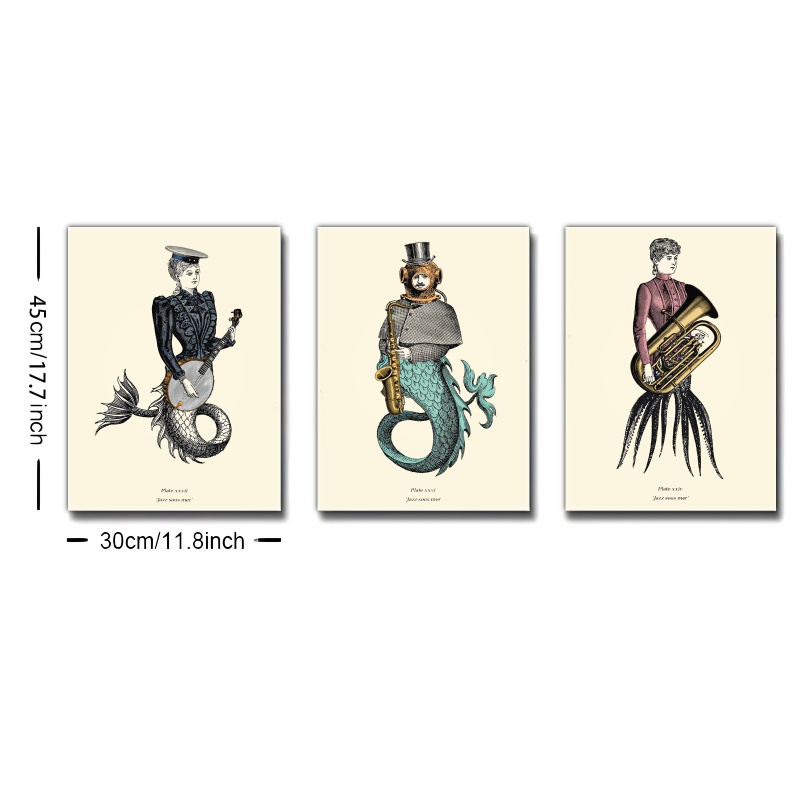 45cm/17.7inch
Plate xxvii
'Jazz sous mer'
Plate xxvi
'Jazz sous mer'
Plate xxiv
'Jazz sous mer'
30cm/11.8inch